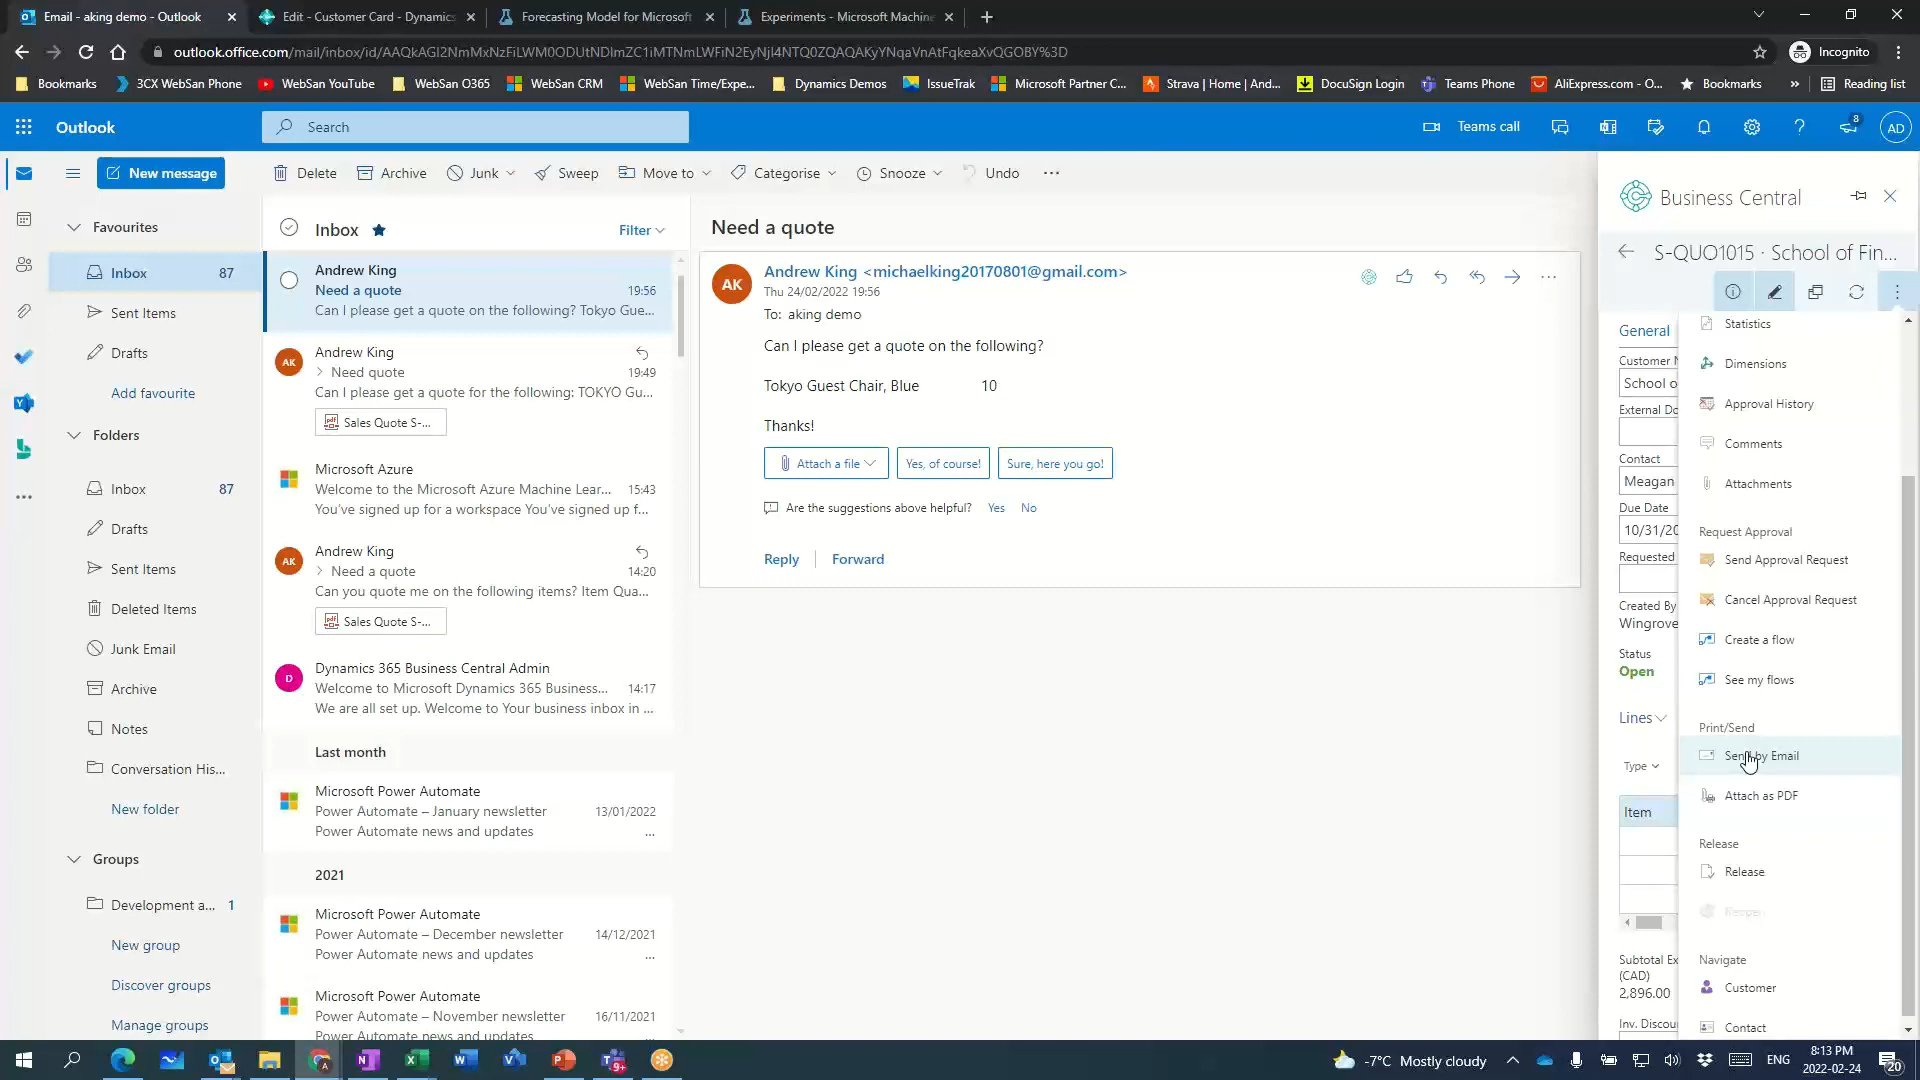 Email - aking demo - Outlook
Edit - Customer Card - Dynamics
Forecasting Model for Microsoft
Experiments - Microsoft Machine
outlook.office.com/mail/inbox/id/
Incognito
Bookmarks
3CX WebSan Phone
WebSan YouTube
WebSan O365
WebSan CRM
WebSan Time/Expe...
Dynamics Demos
IssueTrak
Microsoft Partner C...
Strava | Home | And...
DocuSign Login
Teams Phone
AliExpress.com - O...
Bookmarks
Reading list
Outlook
Search
Teams call
8
AD
New message
Delete
Archive
Junk
Sweep
Move to
Categorise
Snooze
Undo
Favourites
Inbox 87
Sent Items
Drafts
Add favourite
Folders
Inbox 87
Drafts
Sent Items
Deleted Items
Junk Email
Archive
Notes
Conversation His...
New folder
Groups
Development a... 1
New group
Discover groups
Manage groups
Inbox
Filter
Andrew King
Need a quote 19:56
Can I please get a quote on the following? Tokyo Gue...
AK
Andrew King
Need quote 19:49
Can I please get a quote for the following: TOKYO Gu...
Sales Quote S-...
Microsoft Azure
Welcome to the Microsoft Azure Machine Lear... 15:43
You've signed up for a workspace You've signed up f...
AK
Andrew King
Need a quote 14:20
Can you quote me on the following items? Item Qua...
Sales Quote S-...
D
Dynamics 365 Business Central Admin
Welcome to Microsoft Dynamics 365 Business... 14:17
We are all set up. Welcome to Your business inbox in ...
Last month
Microsoft Power Automate
Power Automate – January newsletter 13/01/2022
Power Automate news and updates ...
2021
Microsoft Power Automate
Power Automate – December newsletter 14/12/2021
Power Automate news and updates ...
Microsoft Power Automate
Power Automate – November newsletter 16/11/2021
Power Automate news and updates ...
Need a quote
AK
Andrew King <michaelking20170801@gmail.com>
Thu 24/02/2022 19:56
To: aking demo
Can I please get a quote on the following?
Tokyo Guest Chair, Blue 10
Thanks!
Attach a file
Yes, of course!
Sure, here you go!
Are the suggestions above helpful? Yes No
Reply
Forward
Business Central
S-QUO1015 · School of Fin...
General
Customer N
School o
External Do
Contact
Meagan
Due Date
10/31/20
Requested
Created By
Wingrove
Status
Open
Lines
Type
Item
Subtotal Ex
(CAD)
2,896.00
Inv. Discou
Statistics
Dimensions
Approval History
Comments
Attachments
Request Approval
Send Approval Request
Cancel Approval Request
Create a flow
See my flows
Print/Send
Send by Email
Attach as PDF
Release
Release
Reopen
Navigate
Customer
Contact
9+
-7°C Mostly cloudy
ENG
8:13 PM
2022-02-24
20